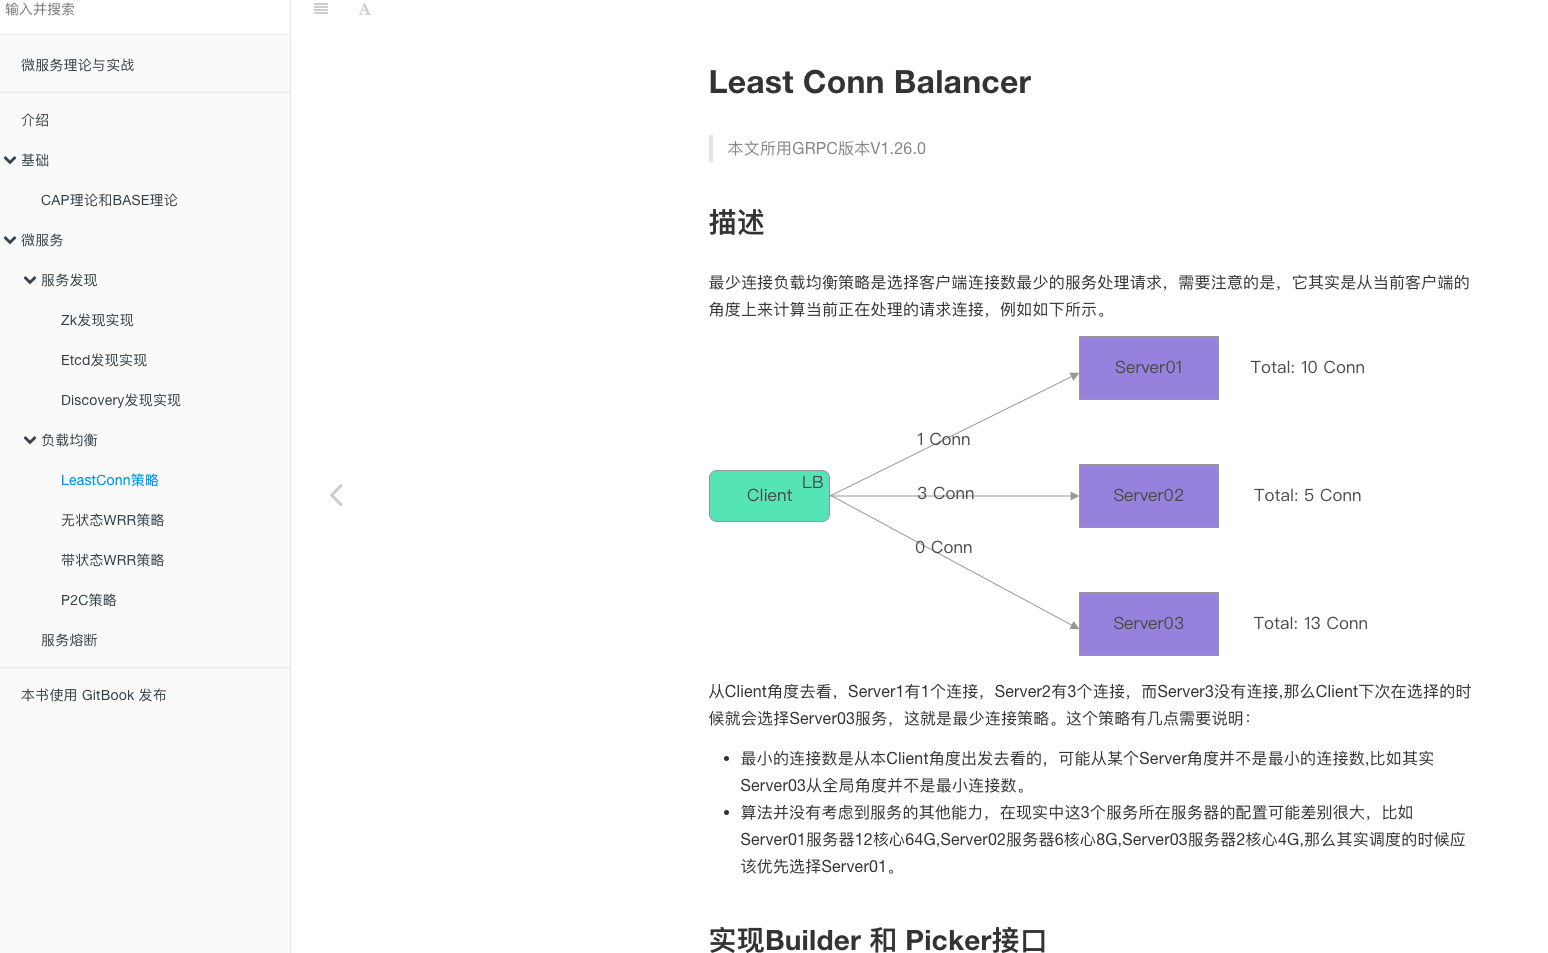 输入并搜索
微服务理论与实战
介绍
基础
CAP理论和BASE理论
微服务
服务发现
Zk发现实现
Etcd发现实现
Discovery发现实现
负载均衡
LeastConn策略
无状态WRR策略
带状态WRR策略
P2C策略
服务熔断
本书使用 GitBook 发布
A
Least Conn Balancer
本文所用GRPC版本V1.26.0
描述
最少连接负载均衡策略是选择客户端连接数最少的服务处理请求，需要注意的是，它其实是从当前客户端的
角度上来计算当前正在处理的请求连接，例如如下所示。
Server01
Total: 10 Conn
1 Conn
LB
Client
3 Conn
Server02
Total: 5 Conn
0 Conn
Server03
Total: 13 Conn
从Client角度去看，Server1有1个连接，Server2有3个连接，而Server3没有连接,那么Client下次在选择的时
候就会选择Server03服务，这就是最少连接策略。这个策略有几点需要说明：
• 最小的连接数是从本Client角度出发去看的，可能从某个Server角度并不是最小的连接数,比如其实
Server03从全局角度并不是最小连接数。
• 算法并没有考虑到服务的其他能力，在现实中这3个服务所在服务器的配置可能差别很大，比如
Server01服务器12核心64G,Server02服务器6核心8G,Server03服务器2核心4G,那么其实调度的时候应
该优先选择Server01。
实现Builder 和 Picker接口